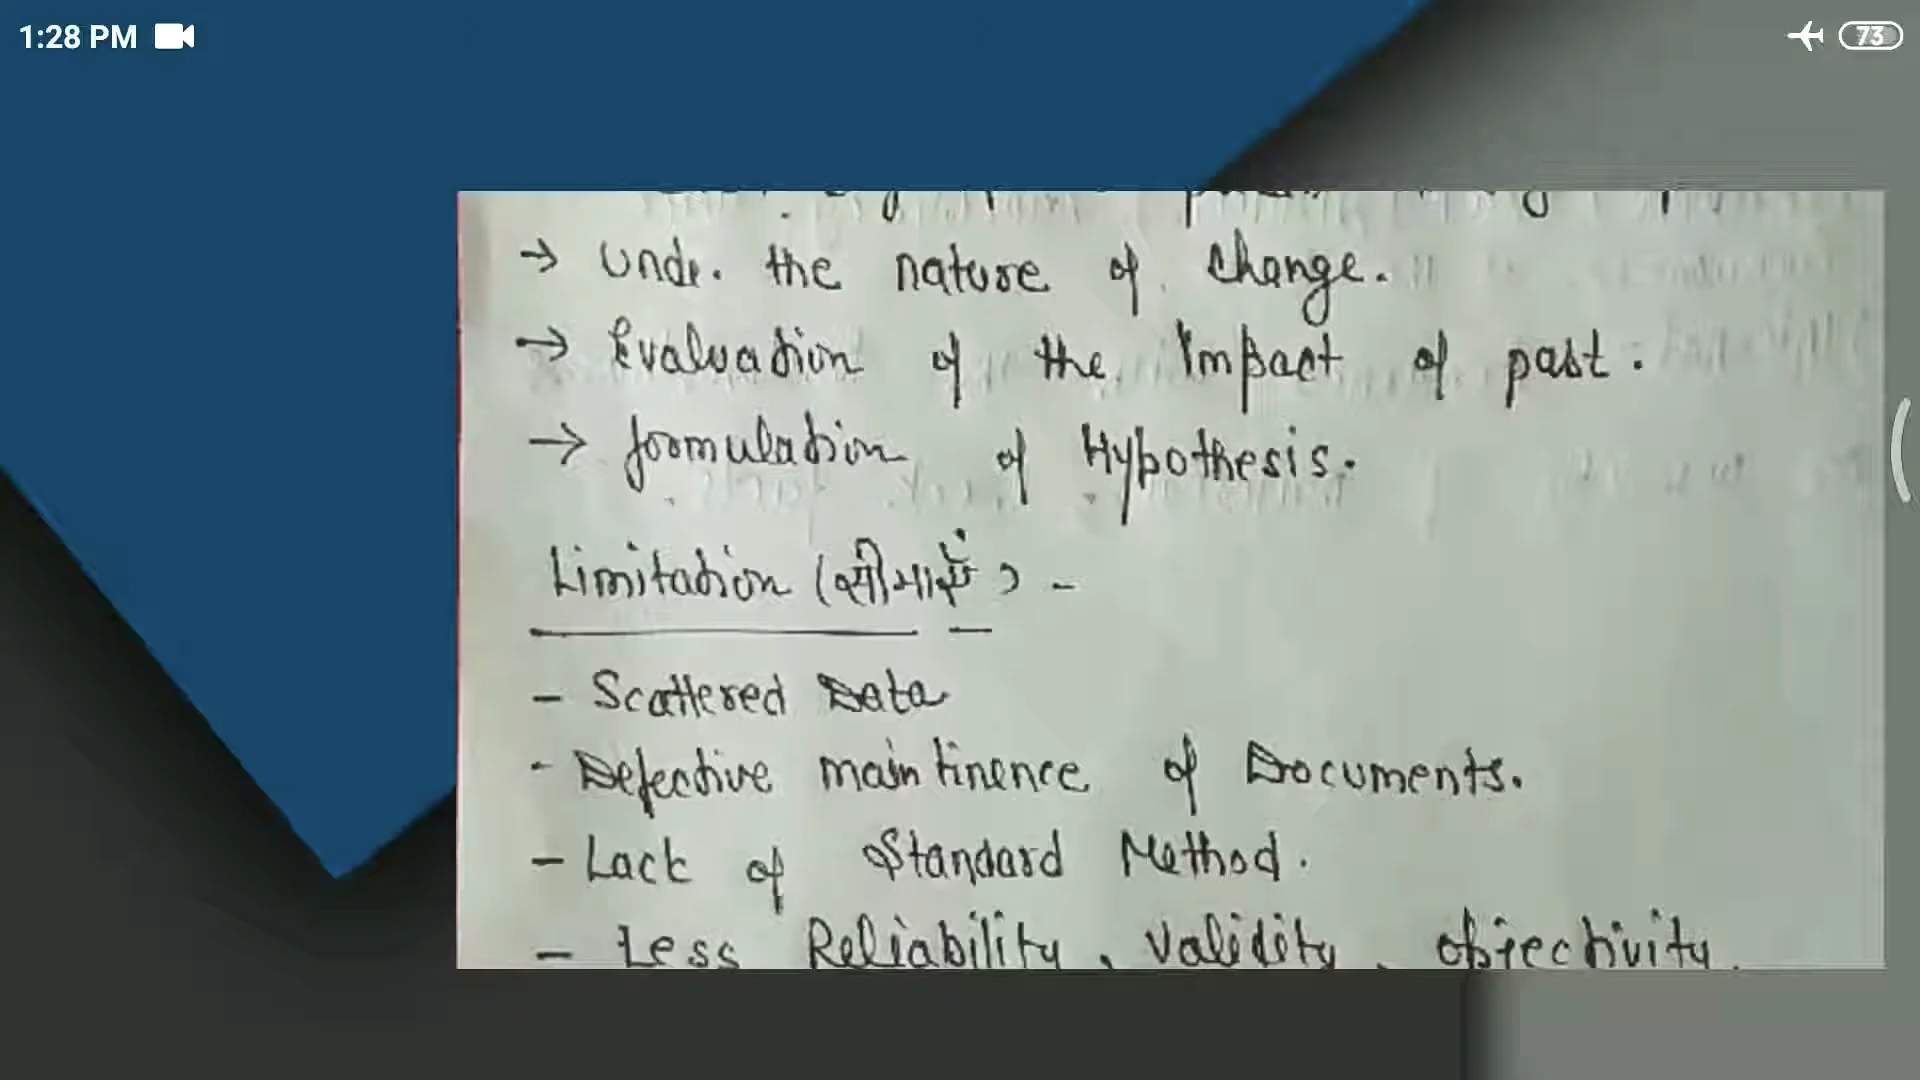 1:28 PM
73
→ Unde. the nature of change.
→ Evaluation of the Impact of past.
→ formulation of Hypothesis.
Limitation (सीमाएँ) -
- Scattered Data
- Defective maintinence of Documents.
- Lack of Standard Method.
- Less Reliability, Validity, objectivity.